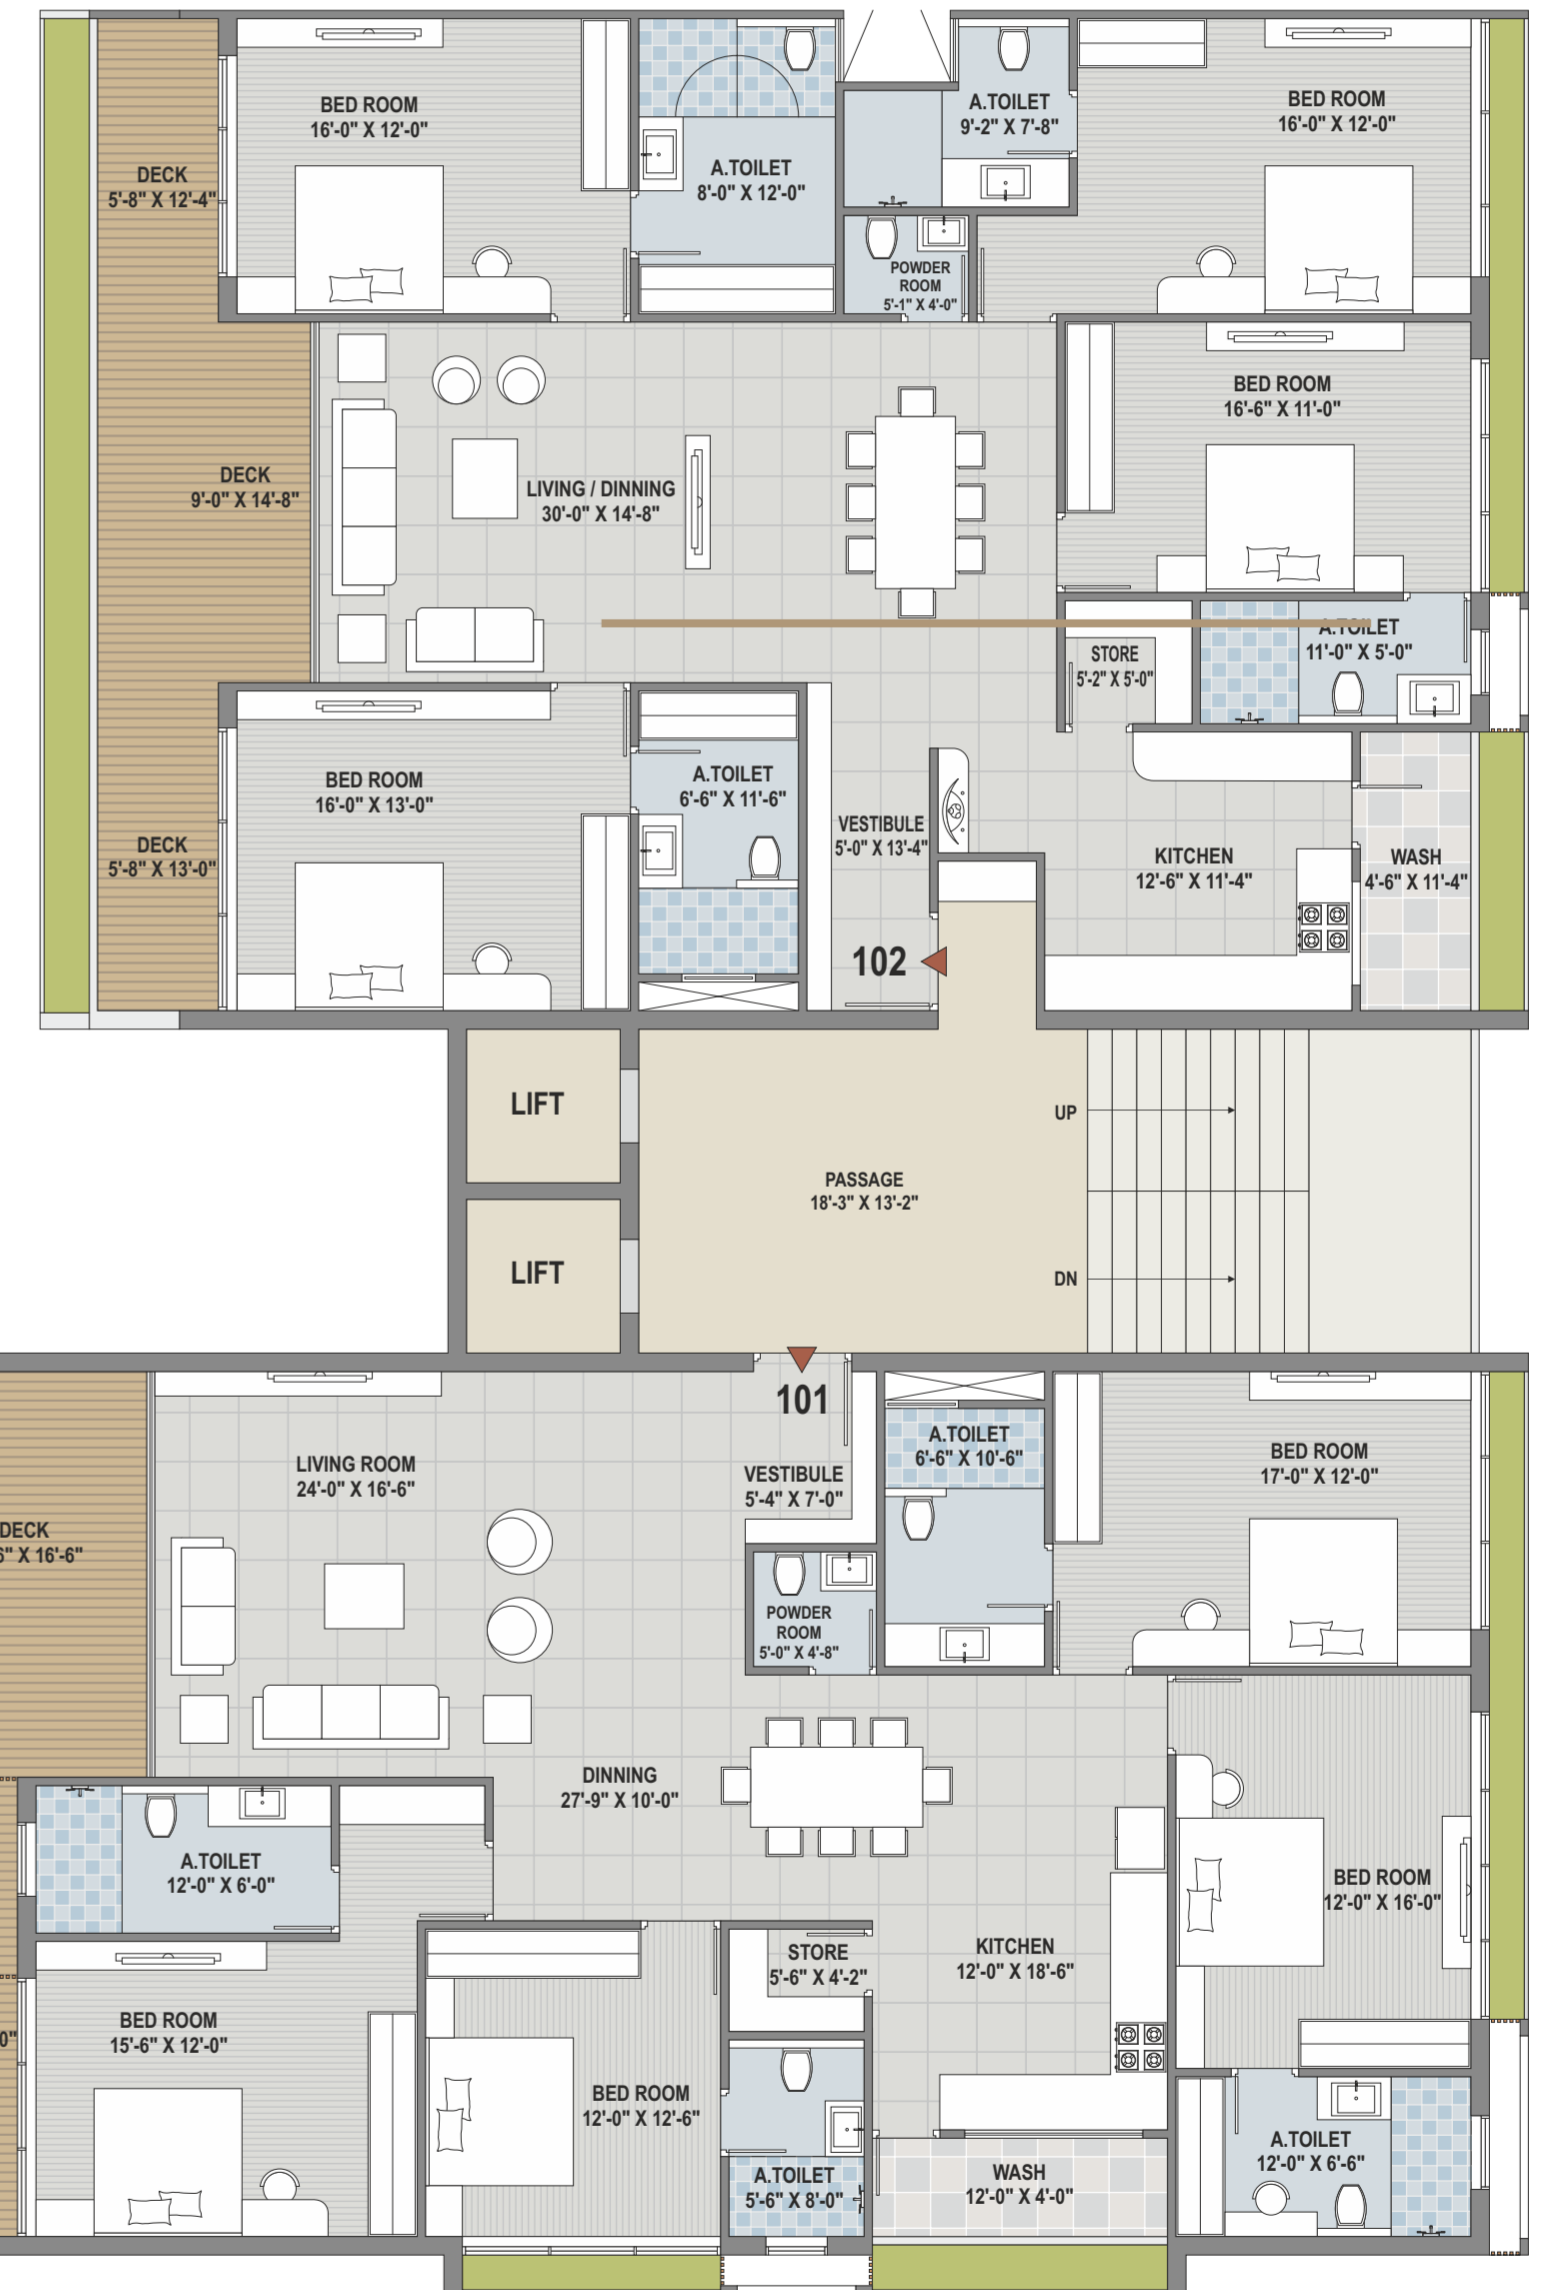 BED ROOM
16'-0" X 12'-0"
DECK
5'-8" X 12'-4"
A.TOILET
8'-0" X 12'-0"
A.TOILET
9'-2" X 7'-8"
BED ROOM
16'-0" X 12'-0"
POWDER
ROOM
5'-1" X 4'-0"
BED ROOM
16'-6" X 11'-0"
DECK
9'-0" X 14'-8"
LIVING / DINNING
30'-0" X 14'-8"
A.TOILET
11'-0" X 5'-0"
STORE
5'-2" X 5'-0"
BED ROOM
16'-0" X 13'-0"
A.TOILET
6'-6" X 11'-6"
DECK
5'-8" X 13'-0"
VESTIBULE
5'-0" X 13'-4"
KITCHEN
12'-6" X 11'-4"
WASH
4'-6" X 11'-4"
102
LIFT
UP
PASSAGE
18'-3" X 13'-2"
LIFT
DN
101
LIVING ROOM
24'-0" X 16'-6"
VESTIBULE
5'-4" X 7'-0"
A.TOILET
6'-6" X 10'-6"
BED ROOM
17'-0" X 12'-0"
DECK
6" X 16'-6"
POWDER
ROOM
5'-0" X 4'-8"
DINNING
27'-9" X 10'-0"
A.TOILET
12'-0" X 6'-0"
BED ROOM
12'-0" X 16'-0"
STORE
5'-6" X 4'-2"
KITCHEN
12'-0" X 18'-6"
BED ROOM
15'-6" X 12'-0"
0"
BED ROOM
12'-0" X 12'-6"
A.TOILET
5'-6" X 8'-0"
WASH
12'-0" X 4'-0"
A.TOILET
12'-0" X 6'-6"